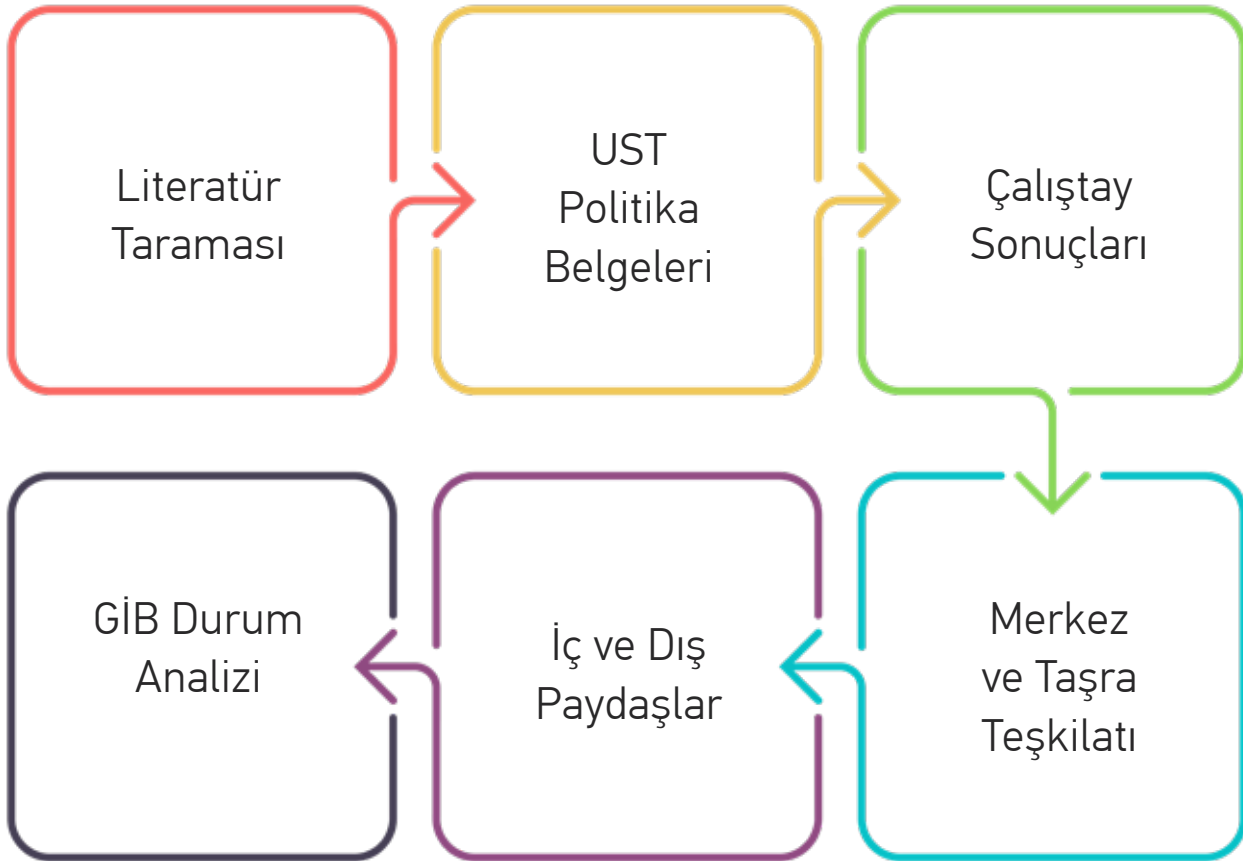 Literatür
Taraması
UST
Politika
Belgeleri
Çalıştay
Sonuçları
Merkez
ve Taşra
Teşkilatı
İç ve Dış
Paydaşlar
GİB Durum
Analizi